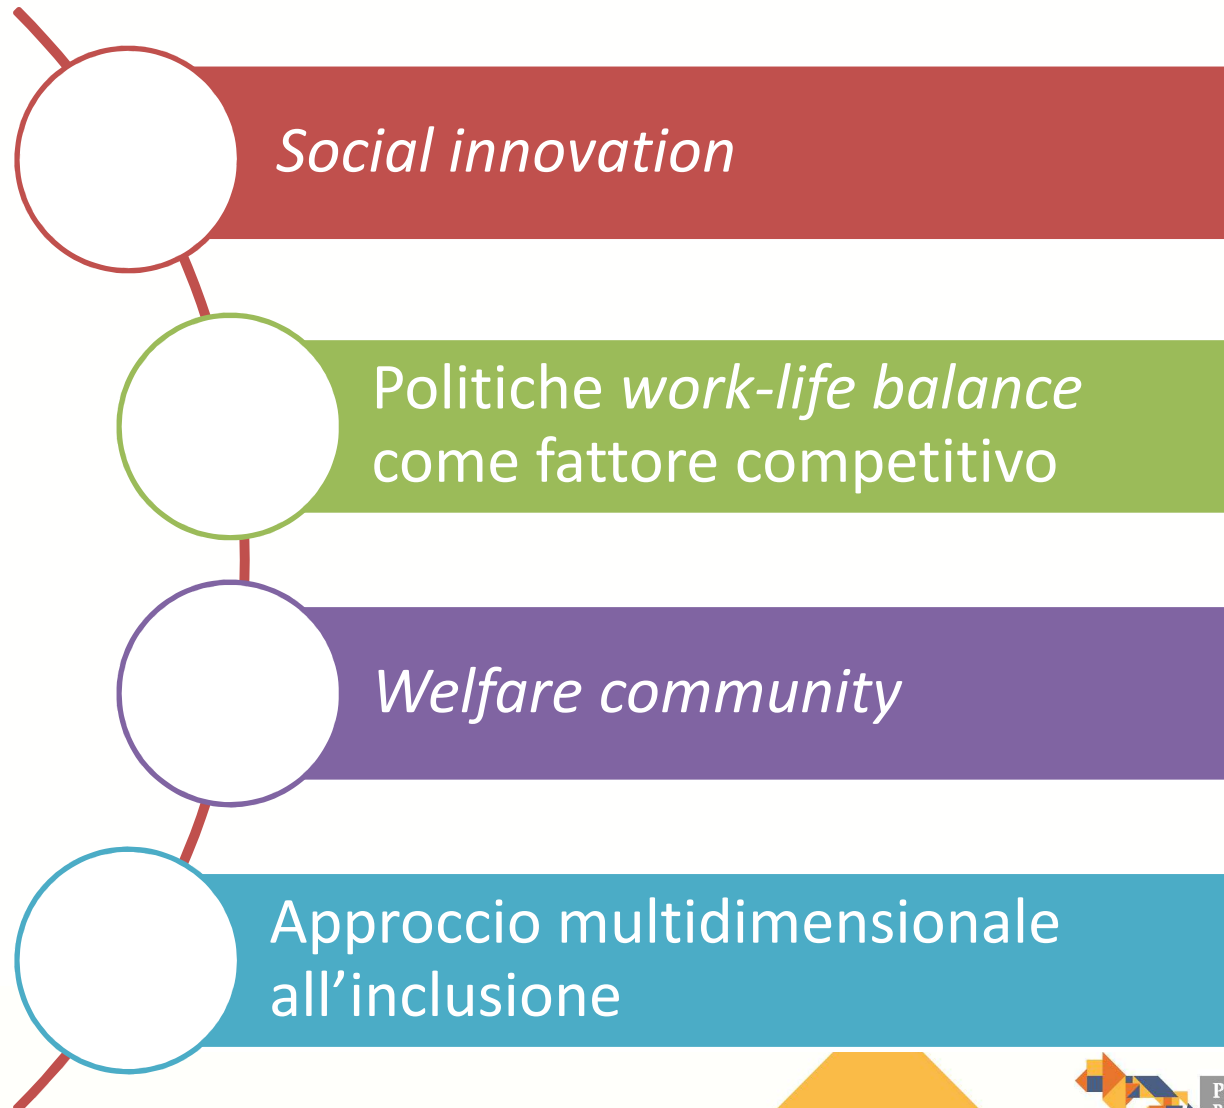 Social innovation
Politiche work-life balance
come fattore competitivo
Welfare community
Approccio multidimensionale
all’inclusione